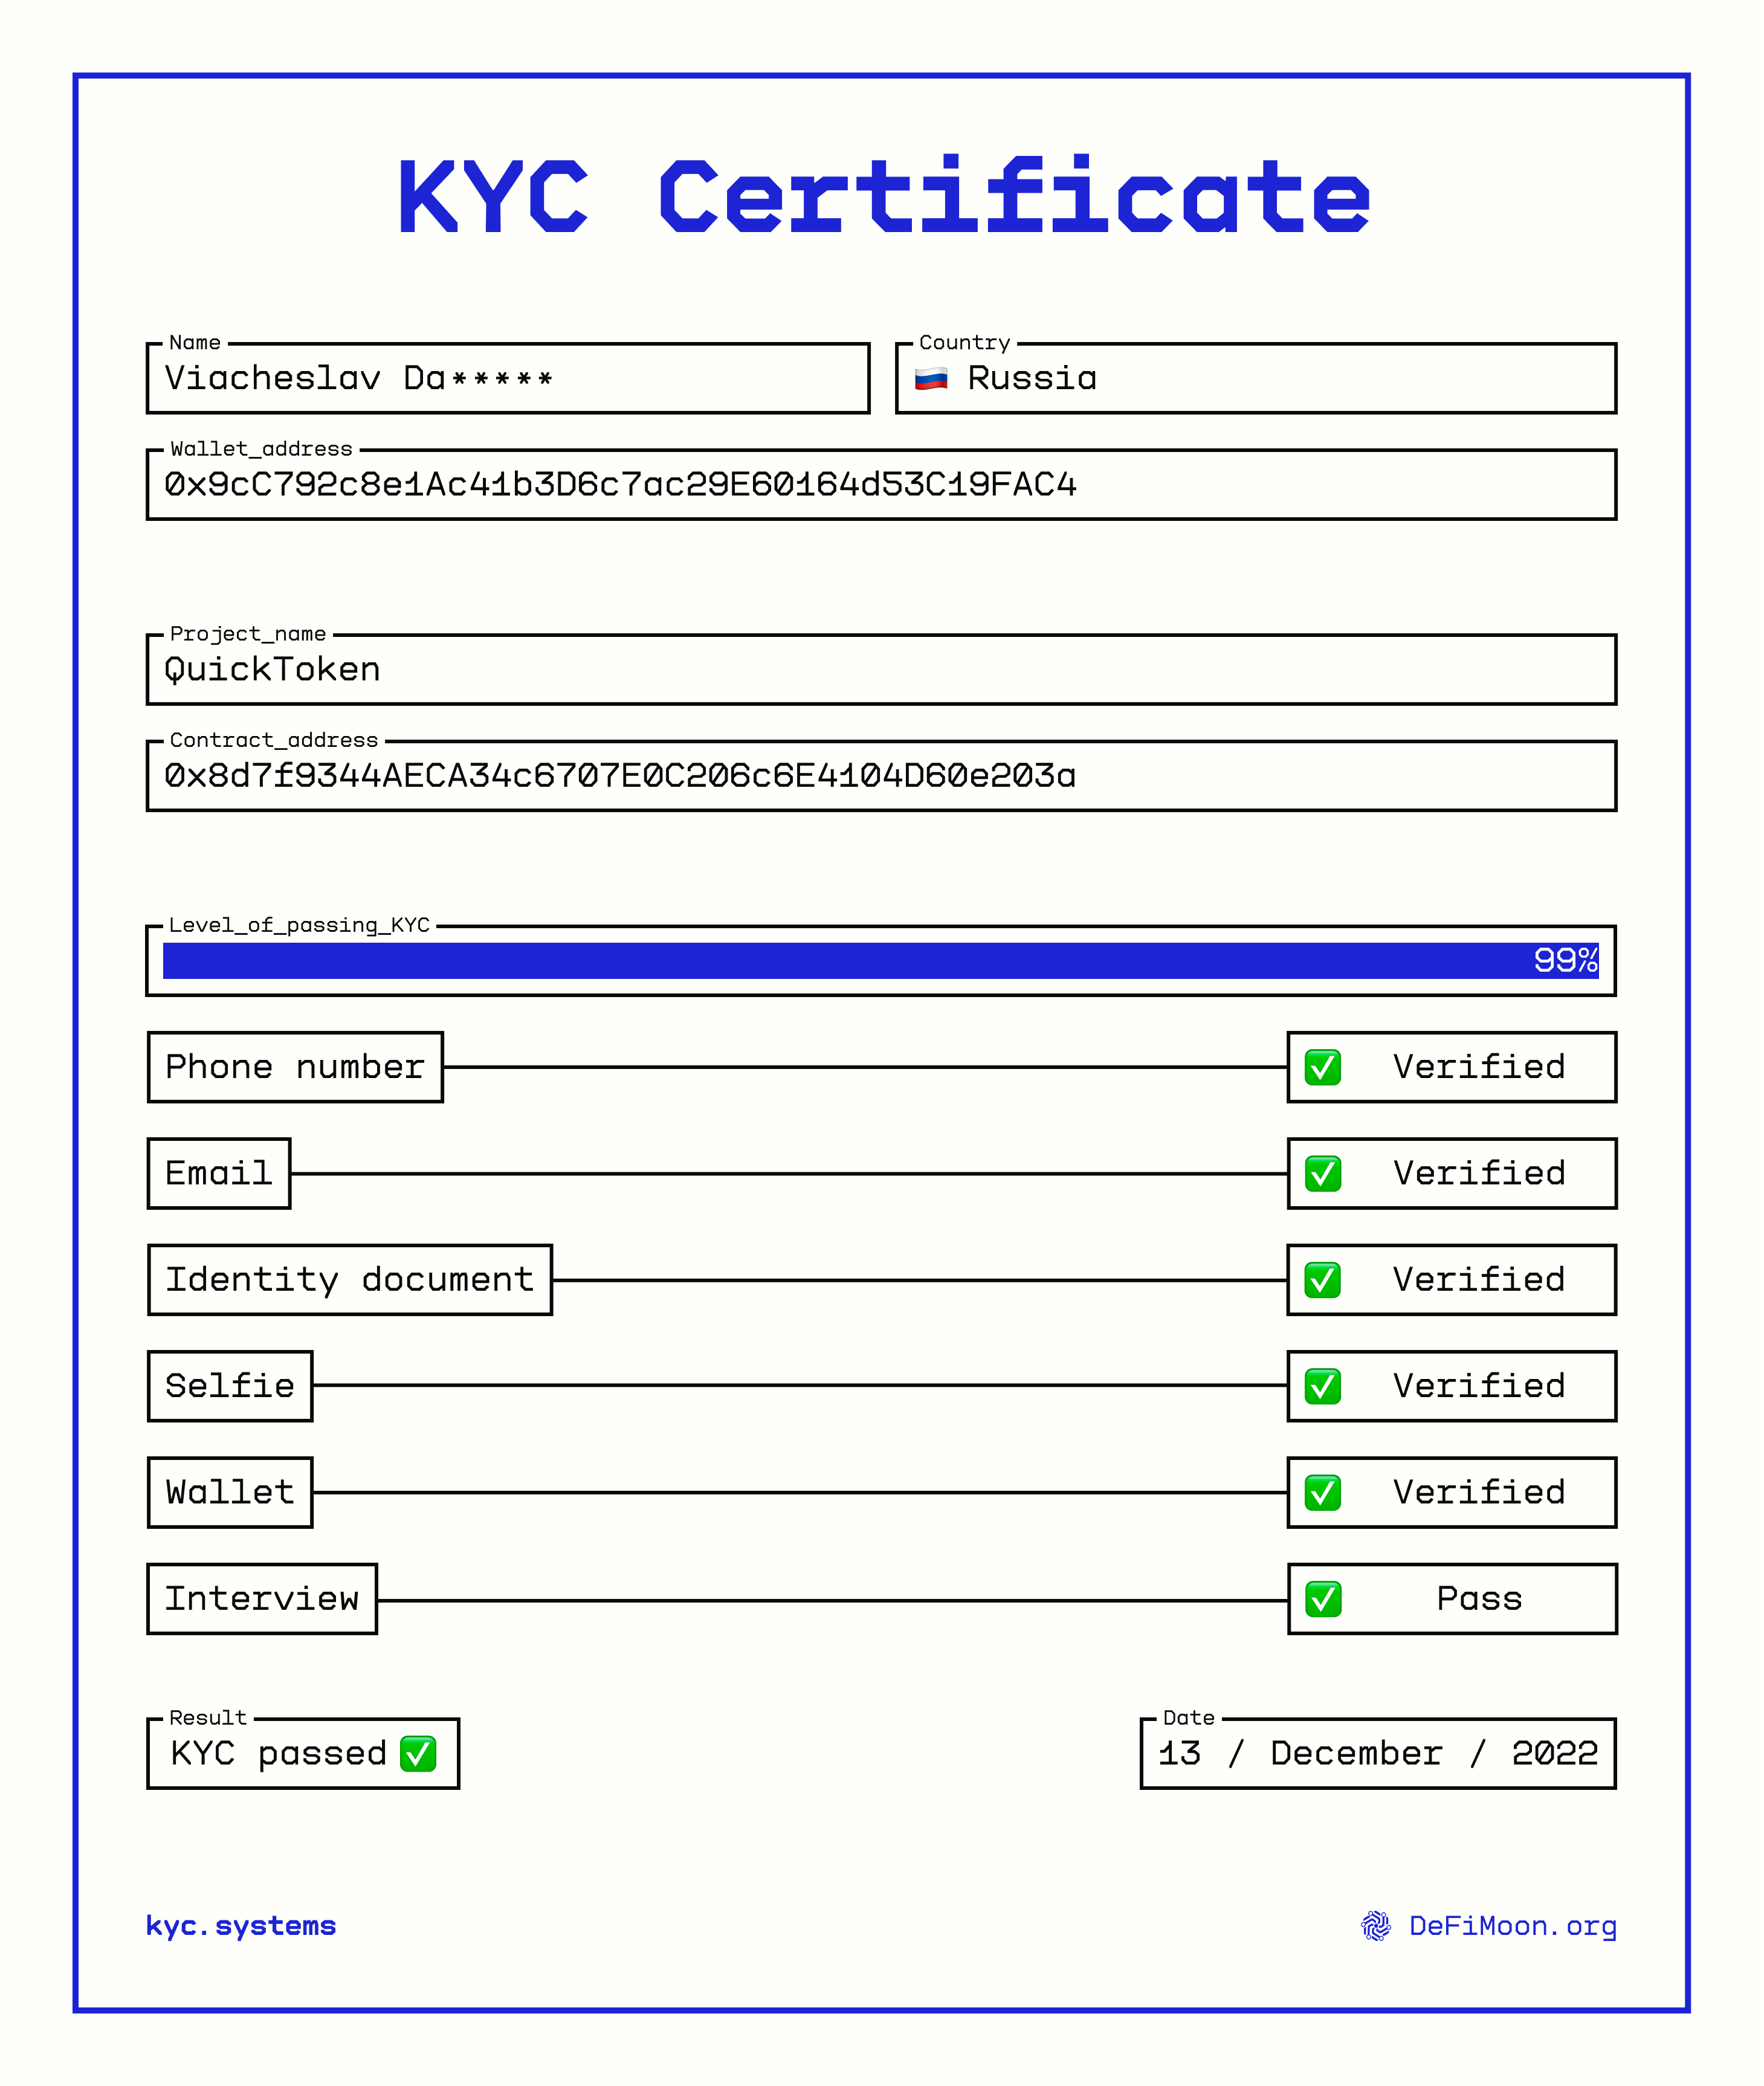 KYC Certificate
Name
Country
Viacheslav Da*****
Russia
Wallet_address
0x9cC792c8e1Ac41b3D6c7ac29E60164d53C19FAC4
Project_name
QuickToken
Contract_address
0x8d7f9344AECA34c6707E0C206c6E4104D60e203a
Level_of_passing_KYC
99%
Phone number
Verified
Email
Verified
Identity document
Verified
Selfie
Verified
Wallet
Verified
Interview
Pass
Result
Date
KYC passed
13 / December / 2022
kyc.systems
DeFiMoon.org